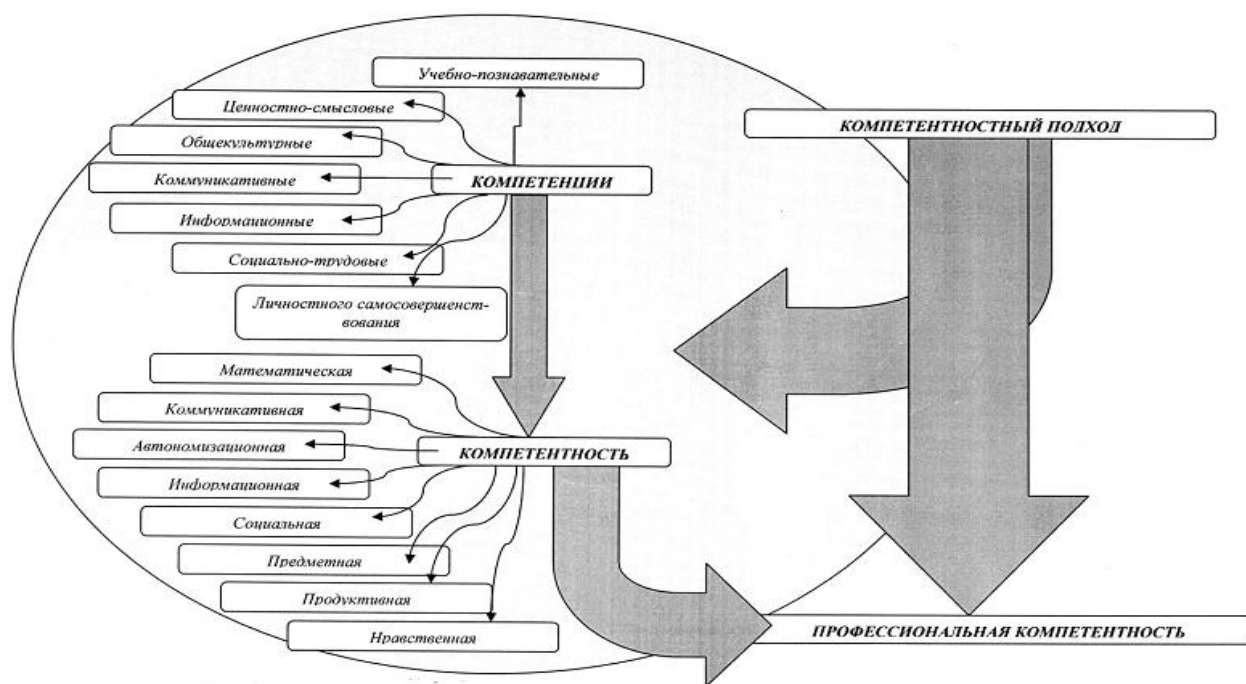 Учебно-познавательные
Ценностно-смысловые
КОМПЕТЕНТНОСТНЫЙ ПОДХОД
Общекультурные
Коммуникативные
КОМПЕТЕНЦИИ
Информационные
Социально-трудовые
Личностного самосовершенст-
вования
Математическая
Коммуникативная
Автономизационная
КОМПЕТЕНТНОСТЬ
Информационная
Социальная
Предметная
Продуктивная
Нравственная
ПРОФЕССИОНАЛЬНАЯ КОМПЕТЕНТНОСТЬ